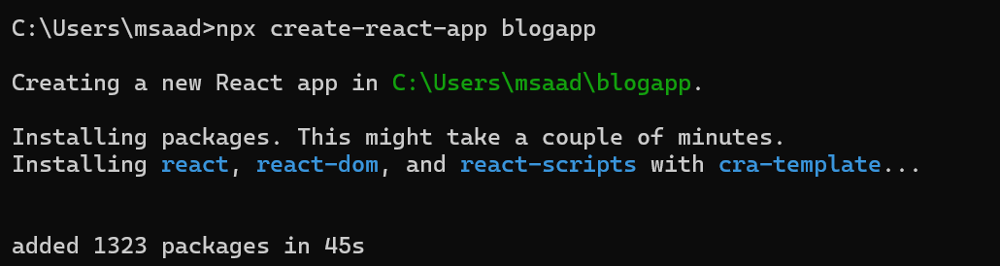 C:\Users\msaad>npx create-react-app blogapp
Creating a new React app in C:\Users\msaad\blogapp.
Installing packages. This might take a couple of minutes.
Installing react, react-dom, and react-scripts with cra-template...
added 1323 packages in 45s